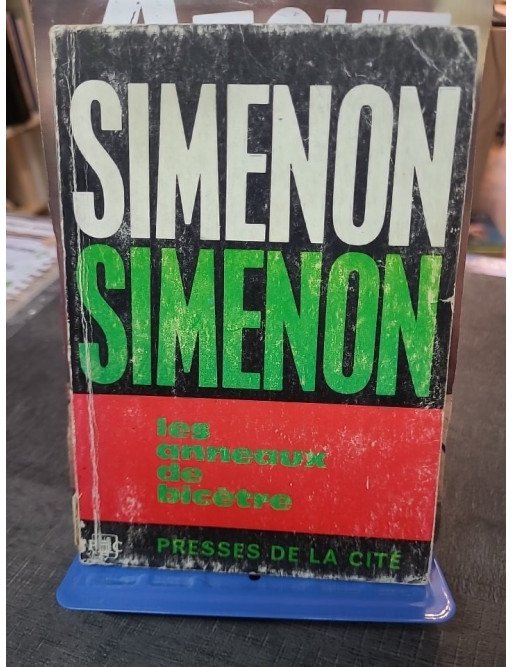 SIMENON
SIMENON
les
anneaux
de
bicêtre
PRESSES DE LA CITÉ